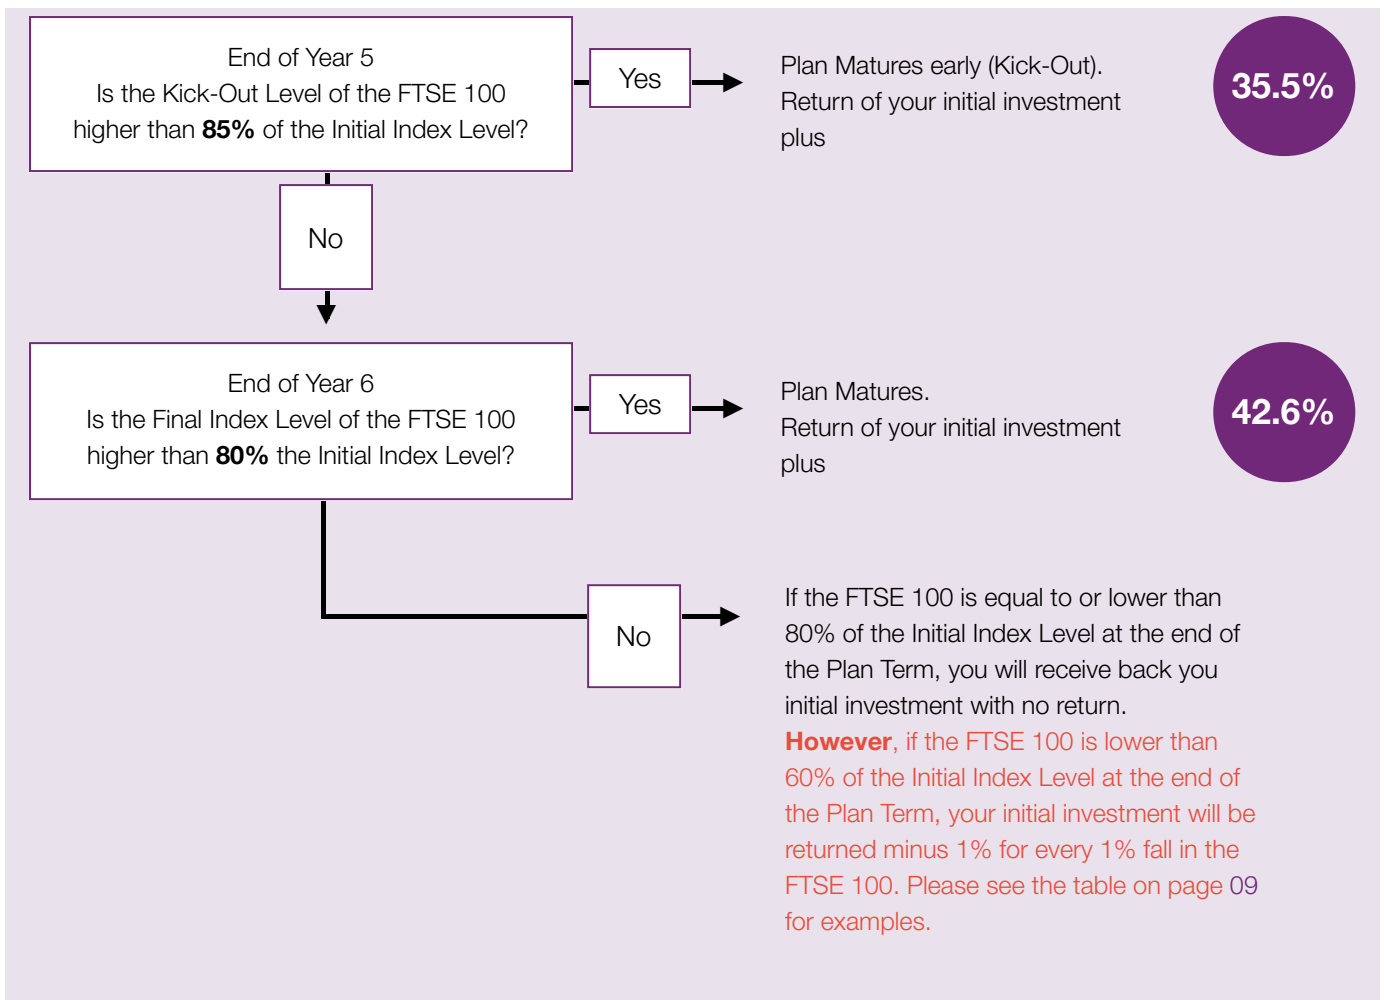 End of Year 5
Is the Kick-Out Level of the FTSE 100
higher than 85% of the Initial Index Level?
Yes
Plan Matures early (Kick-Out).
Return of your initial investment
plus
35.5%
No
End of Year 6
Is the Final Index Level of the FTSE 100
higher than 80% the Initial Index Level?
Yes
Plan Matures.
Return of your initial investment
plus
42.6%
No
If the FTSE 100 is equal to or lower than
80% of the Initial Index Level at the end of
the Plan Term, you will receive back you
initial investment with no return.
However, if the FTSE 100 is lower than
60% of the Initial Index Level at the end of
the Plan Term, your initial investment will be
returned minus 1% for every 1% fall in the
FTSE 100. Please see the table on page 09
for examples.